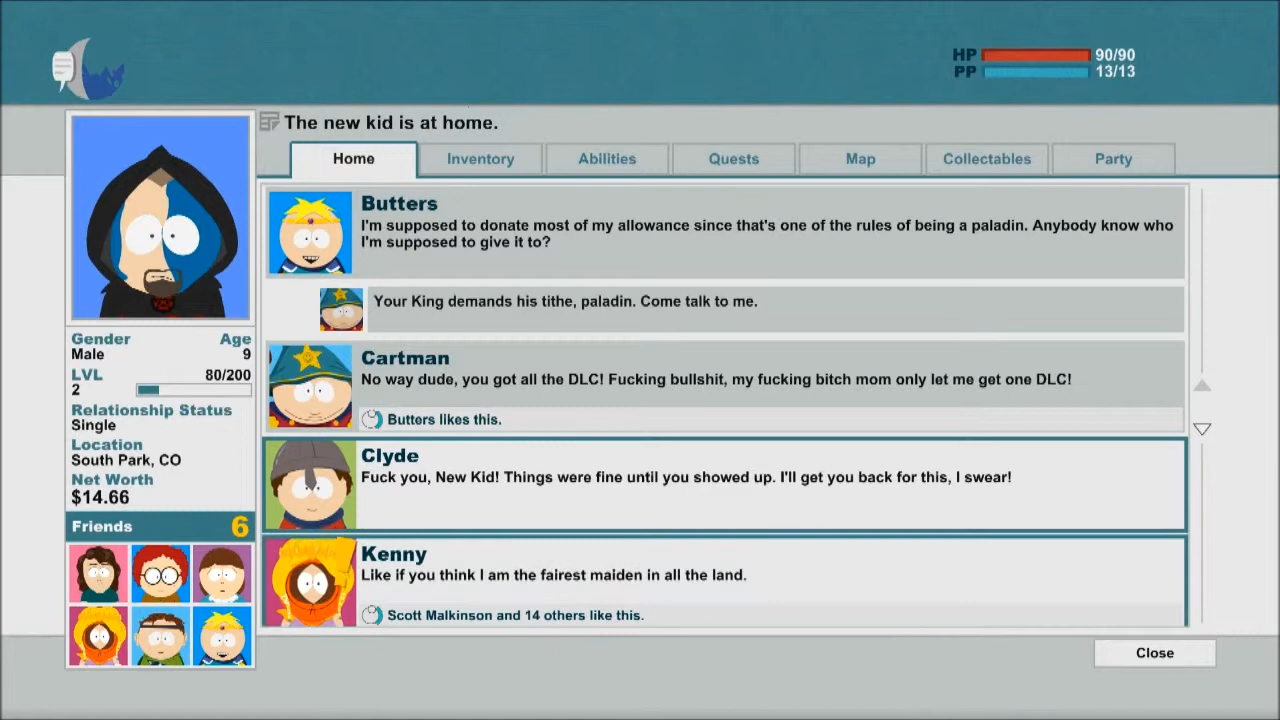 HP 90/90
PP 13/13
The new kid is at home.
Home Inventory Abilities Quests Map Collectables Party
Butters
I'm supposed to donate most of my allowance since that's one of the rules of being a paladin. Anybody know who
I'm supposed to give it to?
Your King demands his tithe, paladin. Come talk to me.
Cartman
No way dude, you got all the DLC! Fucking bullshit, my fucking bitch mom only let me get one DLC!
Butters likes this.
Clyde
Fuck you, New Kid! Things were fine until you showed up. I'll get you back for this, I swear!
Kenny
Like if you think I am the fairest maiden in all the land.
Scott Malkinson and 14 others like this.
Gender Age
Male 9
LVL 80/200
2
Relationship Status
Single
Location
South Park, CO
Net Worth
$14.66
Friends 6
Close